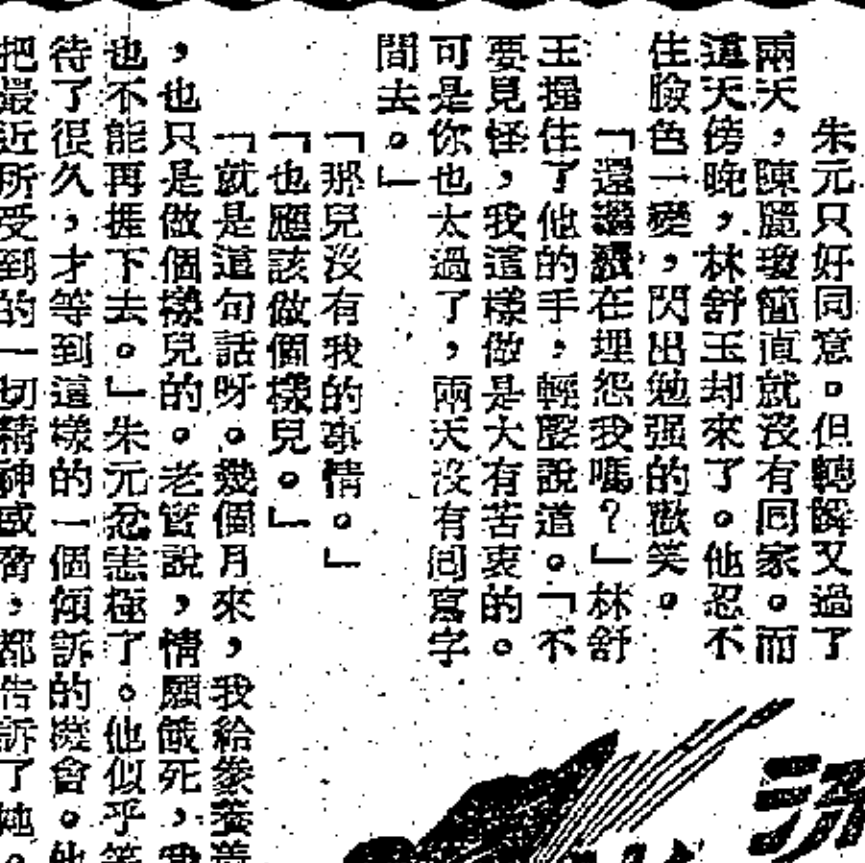 朱元只好同意。但轉瞬又過了
兩天，陳麗瓊簡直就沒有回家。而
這天傍晚，林舒玉却來了。他忍不
住臉色一變，閃出勉强的歡笑。
「還繼續在埋怨我嗎？」林舒
玉握住了他的手，輕聲說道。「不
要見怪，我這樣做是大有苦衷的。
可是你也太過了，兩天沒有到寫字
間去。」
「那兒沒有我的事情。」
「也應該做個樣兒。」
「就是這句話呀。幾個月來，我給豢養着
，也只是做個樣兒的。老實說，情願餓死，我
也不能再捱下去。」朱元忍恚極了。他似乎等
待了很久，才等到這樣的一個傾訴的機會。他
把最近所受到的一切精神威脅，都告訴了她。
流